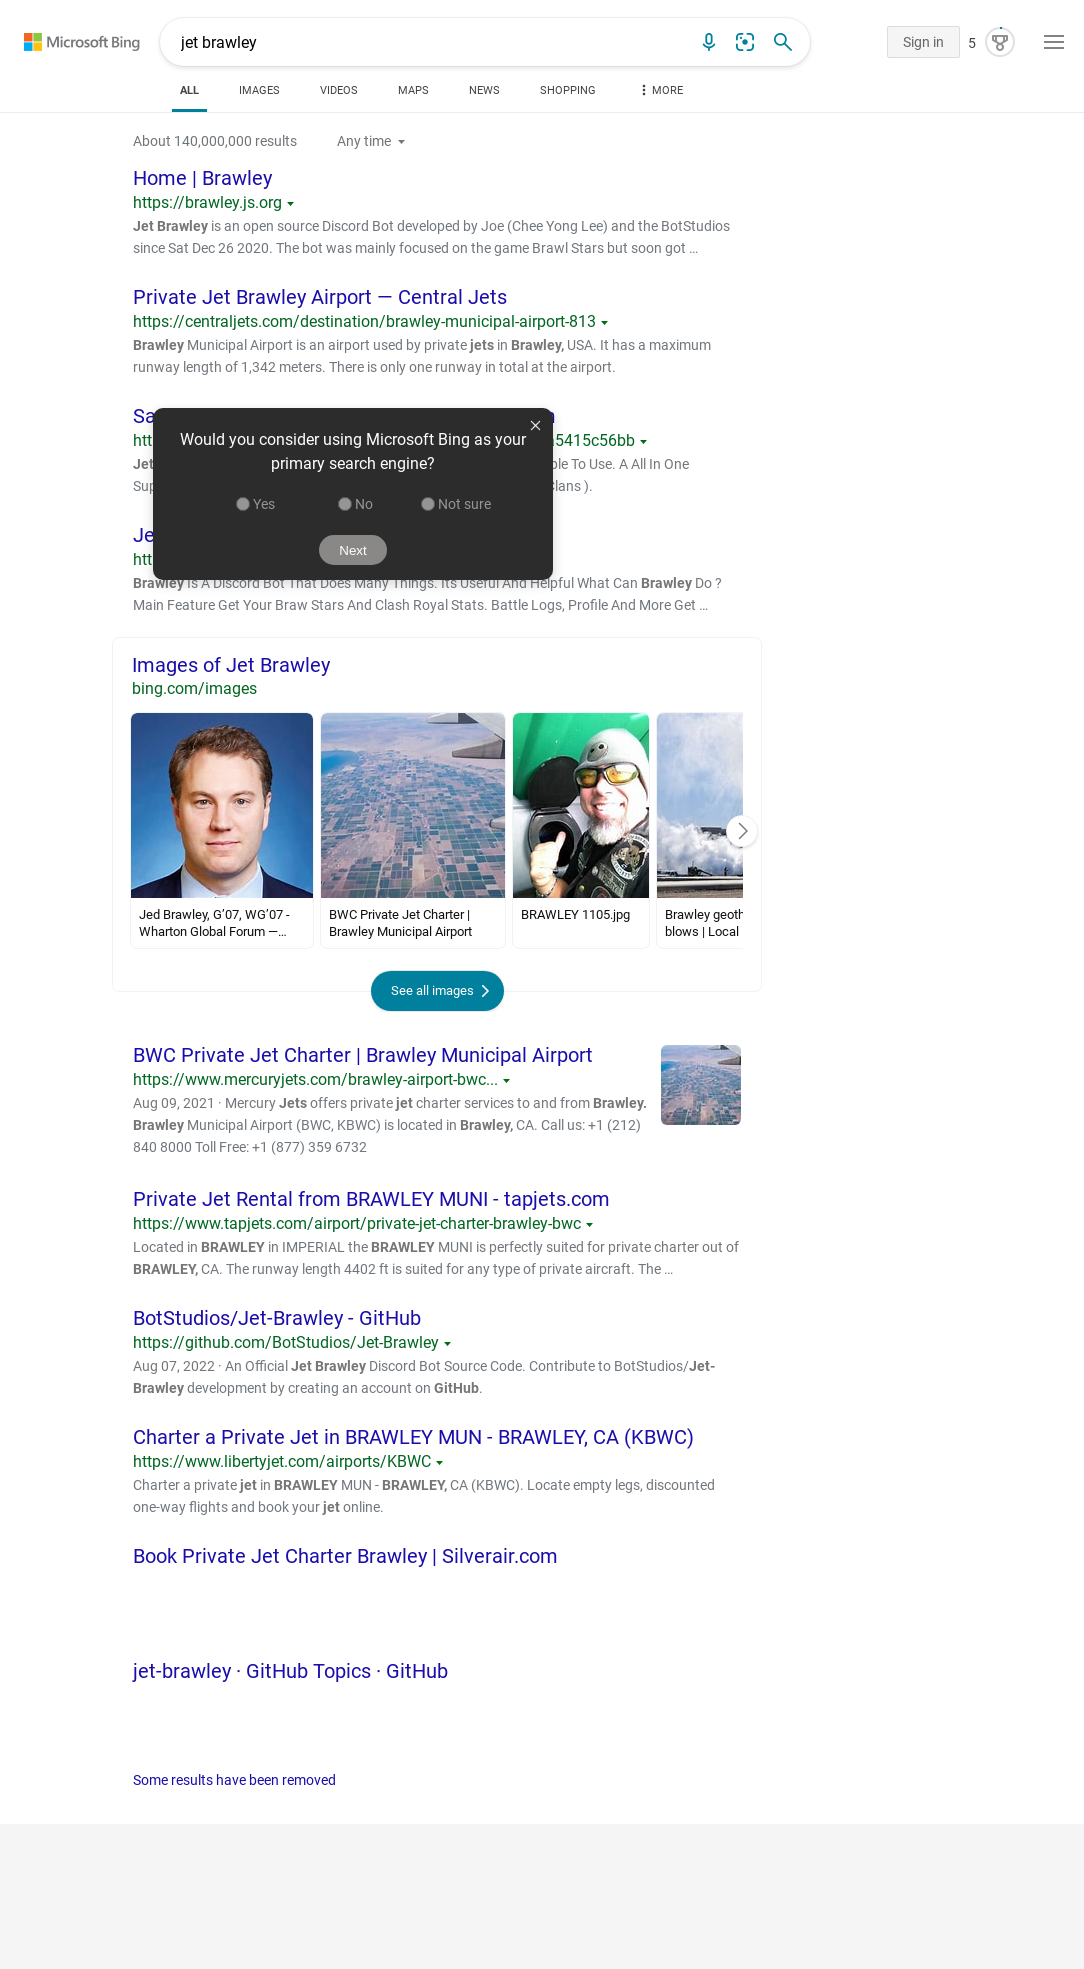 Microsoft Bing
jet brawley
Sign in
5
ALL
IMAGES
VIDEOS
MAPS
NEWS
SHOPPING
MORE
About 140,000,000 results
Any time
Home | Brawley
https://brawley.js.org
Jet Brawley is an open source Discord Bot developed by Joe (Chee Yong Lee) and the BotStudios
since Sat Dec 26 2020. The bot was mainly focused on the game Brawl Stars but soon got …
Private Jet Brawley Airport — Central Jets
https://centraljets.com/destination/brawley-municipal-airport-813
Brawley Municipal Airport is an airport used by private jets in Brawley, USA. It has a maximum
runway length of 1,342 meters. There is only one runway in total at the airport.
5415c56bb
To Use. A All In One
Clans ).
Would you consider using Microsoft Bing as your
primary search engine?
Yes
No
Not sure
Next
Brawley Is A Discord Bot That Does Many Things. Its Useful And Helpful What Can Brawley Do ?
Main Feature Get Your Braw Stars And Clash Royal Stats. Battle Logs, Profile And More Get …
Images of Jet Brawley
bing.com/images
Jed Brawley, G’07, WG’07 -
Wharton Global Forum —…
BWC Private Jet Charter |
Brawley Municipal Airport
BRAWLEY 1105.jpg
Brawley geoth
blows | Local
See all images
BWC Private Jet Charter | Brawley Municipal Airport
https://www.mercuryjets.com/brawley-airport-bwc...
Aug 09, 2021 · Mercury Jets offers private jet charter services to and from Brawley.
Brawley Municipal Airport (BWC, KBWC) is located in Brawley, CA. Call us: +1 (212)
840 8000 Toll Free: +1 (877) 359 6732
Private Jet Rental from BRAWLEY MUNI - tapjets.com
https://www.tapjets.com/airport/private-jet-charter-brawley-bwc
Located in BRAWLEY in IMPERIAL the BRAWLEY MUNI is perfectly suited for private charter out of
BRAWLEY, CA. The runway length 4402 ft is suited for any type of private aircraft. The …
BotStudios/Jet-Brawley - GitHub
https://github.com/BotStudios/Jet-Brawley
Aug 07, 2022 · An Official Jet Brawley Discord Bot Source Code. Contribute to BotStudios/Jet-
Brawley development by creating an account on GitHub.
Charter a Private Jet in BRAWLEY MUN - BRAWLEY, CA (KBWC)
https://www.libertyjet.com/airports/KBWC
Charter a private jet in BRAWLEY MUN - BRAWLEY, CA (KBWC). Locate empty legs, discounted
one-way flights and book your jet online.
Book Private Jet Charter Brawley | Silverair.com
jet-brawley · GitHub Topics · GitHub
Some results have been removed